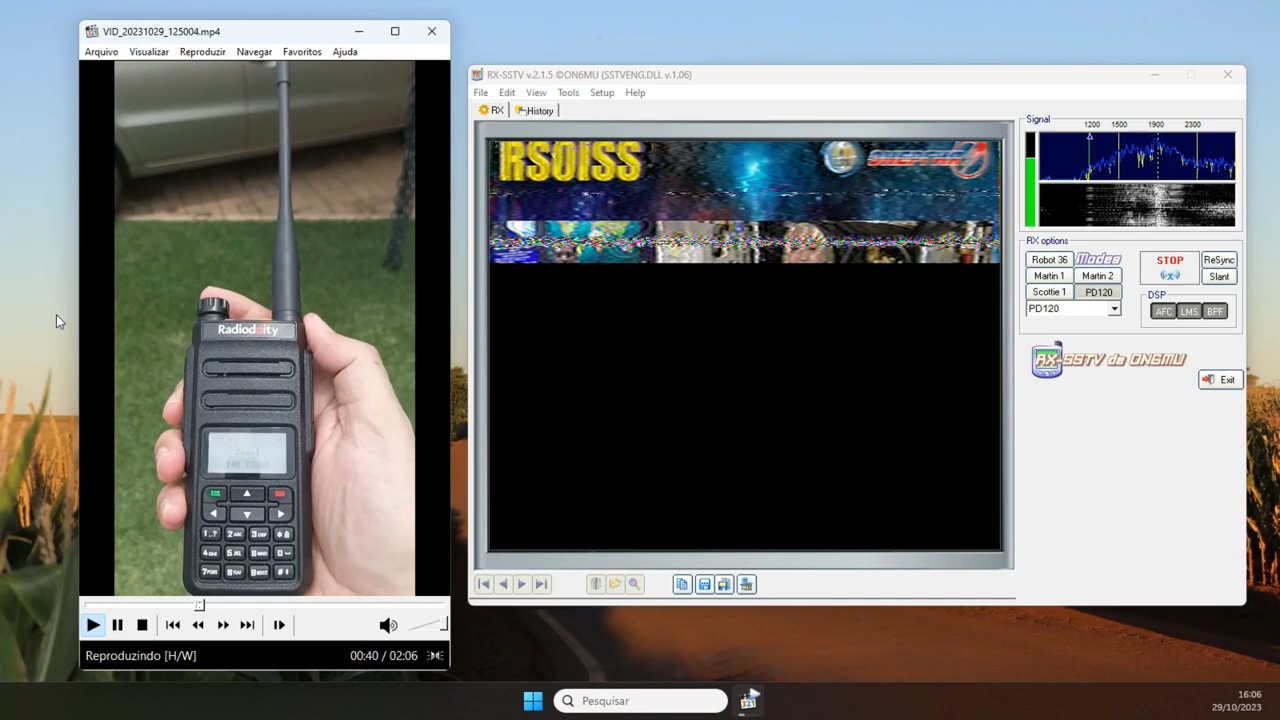 VID_20231029_125004.mp4
Arquivo Visualizar Reproduzir Navegar Favoritos Ajuda
Radioddity
Reproduzindo [H/W]
00:40 / 02:06
RX-SSTV v.2.1.5 ©ON6MU (SSTVENG.DLL v.1.06)
File Edit View Tools Setup Help
RX History
RS0ISS
Signal
1200 1500 1900 2300
RX options
Robot 36 Modes
Martin 1 Martin 2
Scottie 1 PD120
PD120
STOP
ReSync
Slant
DSP
AFC LMS BPF
RX-SSTV de ON6MU
Exit
Pesquisar
16:06
29/10/2023